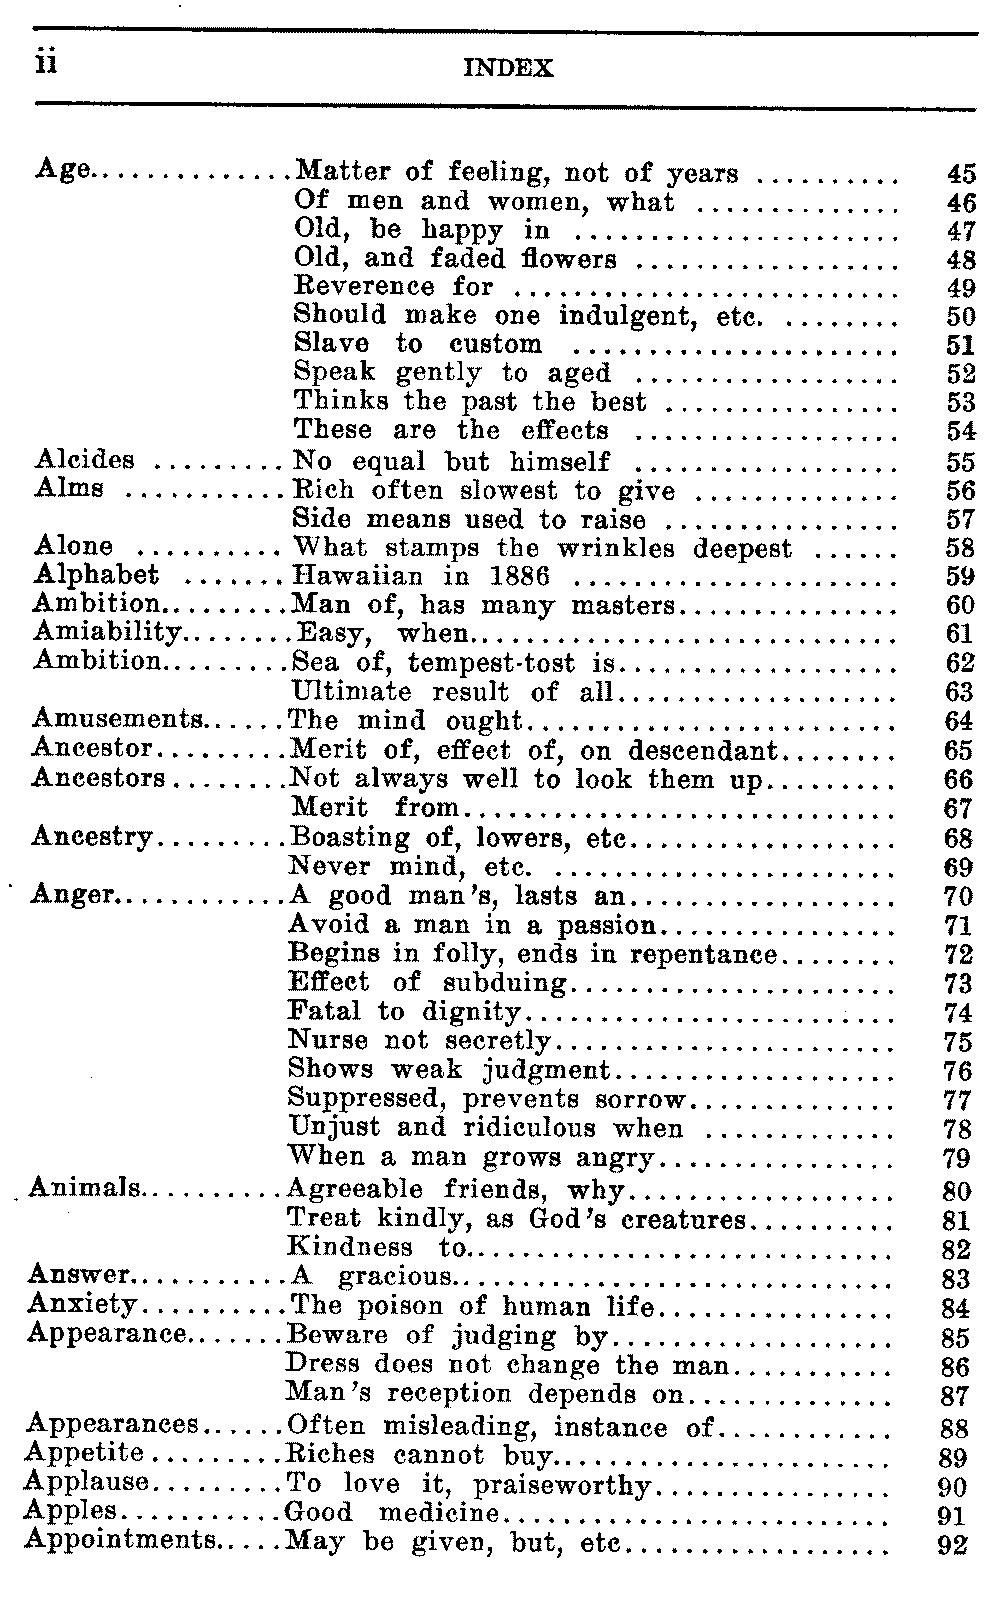 ii INDEX
Age..............Matter of feeling, not of years .......... 45
Of men and women, what .............. 46
Old, be happy in ...................... 47
Old, and faded flowers .................. 48
Reverence for .......................... 49
Should make one indulgent, etc. ........ 50
Slave to custom ...................... 51
Speak gently to aged .................. 52
Thinks the past the best ................ 53
These are the effects .................. 54
Alcides ......... No equal but himself .................. 55
Alms ........... Rich often slowest to give .............. 56
Side means used to raise ................ 57
Alone .......... What stamps the wrinkles deepest ...... 58
Alphabet ....... Hawaiian in 1886 ...................... 59
Ambition.........Man of, has many masters............... 60
Amiability........Easy, when............................ 61
Ambition.........Sea of, tempest-tost is................... 62
Ultimate result of all................... 63
Amusements......The mind ought......................... 64
Ancestor.........Merit of, effect of, on descendant........ 65
Ancestors........Not always well to look them up......... 66
Merit from............................. 67
Ancestry.........Boasting of, lowers, etc.................. 68
Never mind, etc. ....................... 69
Anger............A good man's, lasts an.................. 70
Avoid a man in a passion................ 71
Begins in folly, ends in repentance........ 72
Effect of subduing...................... 73
Fatal to dignity......................... 74
Nurse not secretly....................... 75
Shows weak judgment................... 76
Suppressed, prevents sorrow.............. 77
Unjust and ridiculous when ............. 78
When a man grows angry................ 79
Animals..........Agreeable friends, why.................. 80
Treat kindly, as God's creatures.......... 81
Kindness to............................. 82
Answer...........A gracious............................. 83
Anxiety..........The poison of human life................ 84
Appearance.......Beware of judging by................... 85
Dress does not change the man........... 86
Man's reception depends on.............. 87
Appearances......Often misleading, instance of............ 88
Appetite.........Riches cannot buy...................... 89
Applause.........To love it, praiseworthy................ 90
Apples...........Good medicine.......................... 91
Appointments.....May be given, but, etc.................. 92